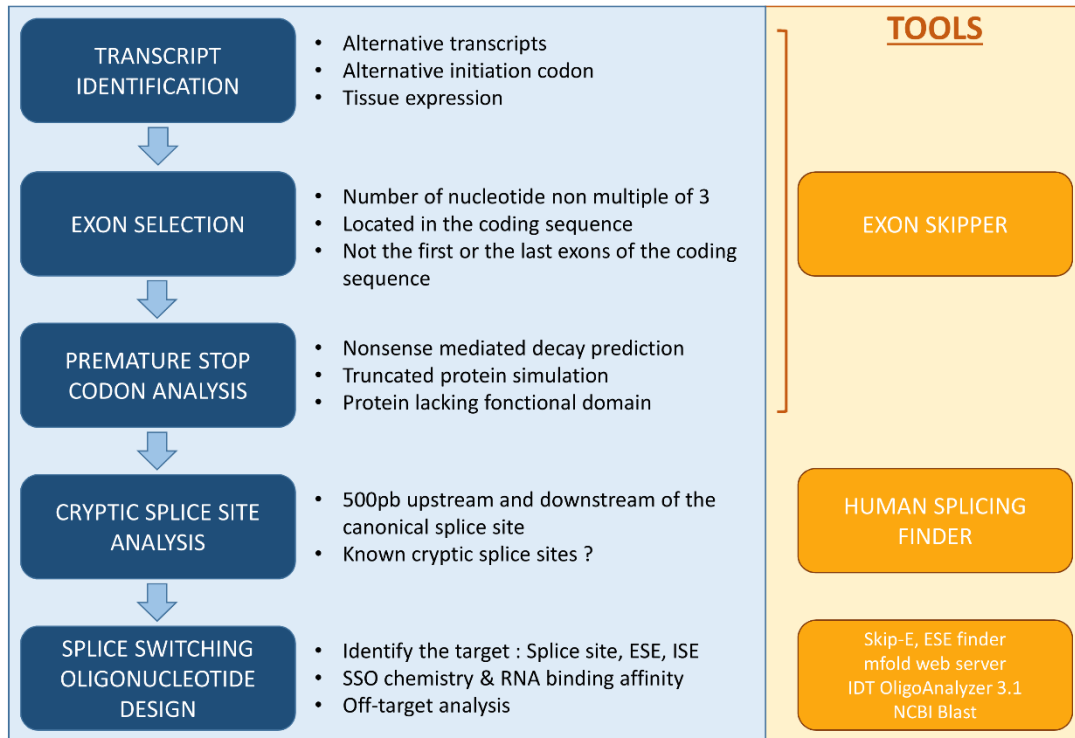 TRANSCRIPT
IDENTIFICATION
• Alternative transcripts
• Alternative initiation codon
• Tissue expression
EXON SELECTION
• Number of nucleotide non multiple of 3
• Located in the coding sequence
• Not the first or the last exons of the coding
sequence
PREMATURE STOP
CODON ANALYSIS
• Nonsense mediated decay prediction
• Truncated protein simulation
• Protein lacking fonctional domain
CRYPTIC SPLICE SITE
ANALYSIS
• 500pb upstream and downstream of the
canonical splice site
• Known cryptic splice sites ?
SPLICE SWITCHING
OLIGONUCLEOTIDE
DESIGN
• Identify the target : Splice site, ESE, ISE
• SSO chemistry & RNA binding affinity
• Off-target analysis
TOOLS
EXON SKIPPER
HUMAN SPLICING
FINDER
Skip-E, ESE finder
mfold web server
IDT OligoAnalyzer 3.1
NCBI Blast